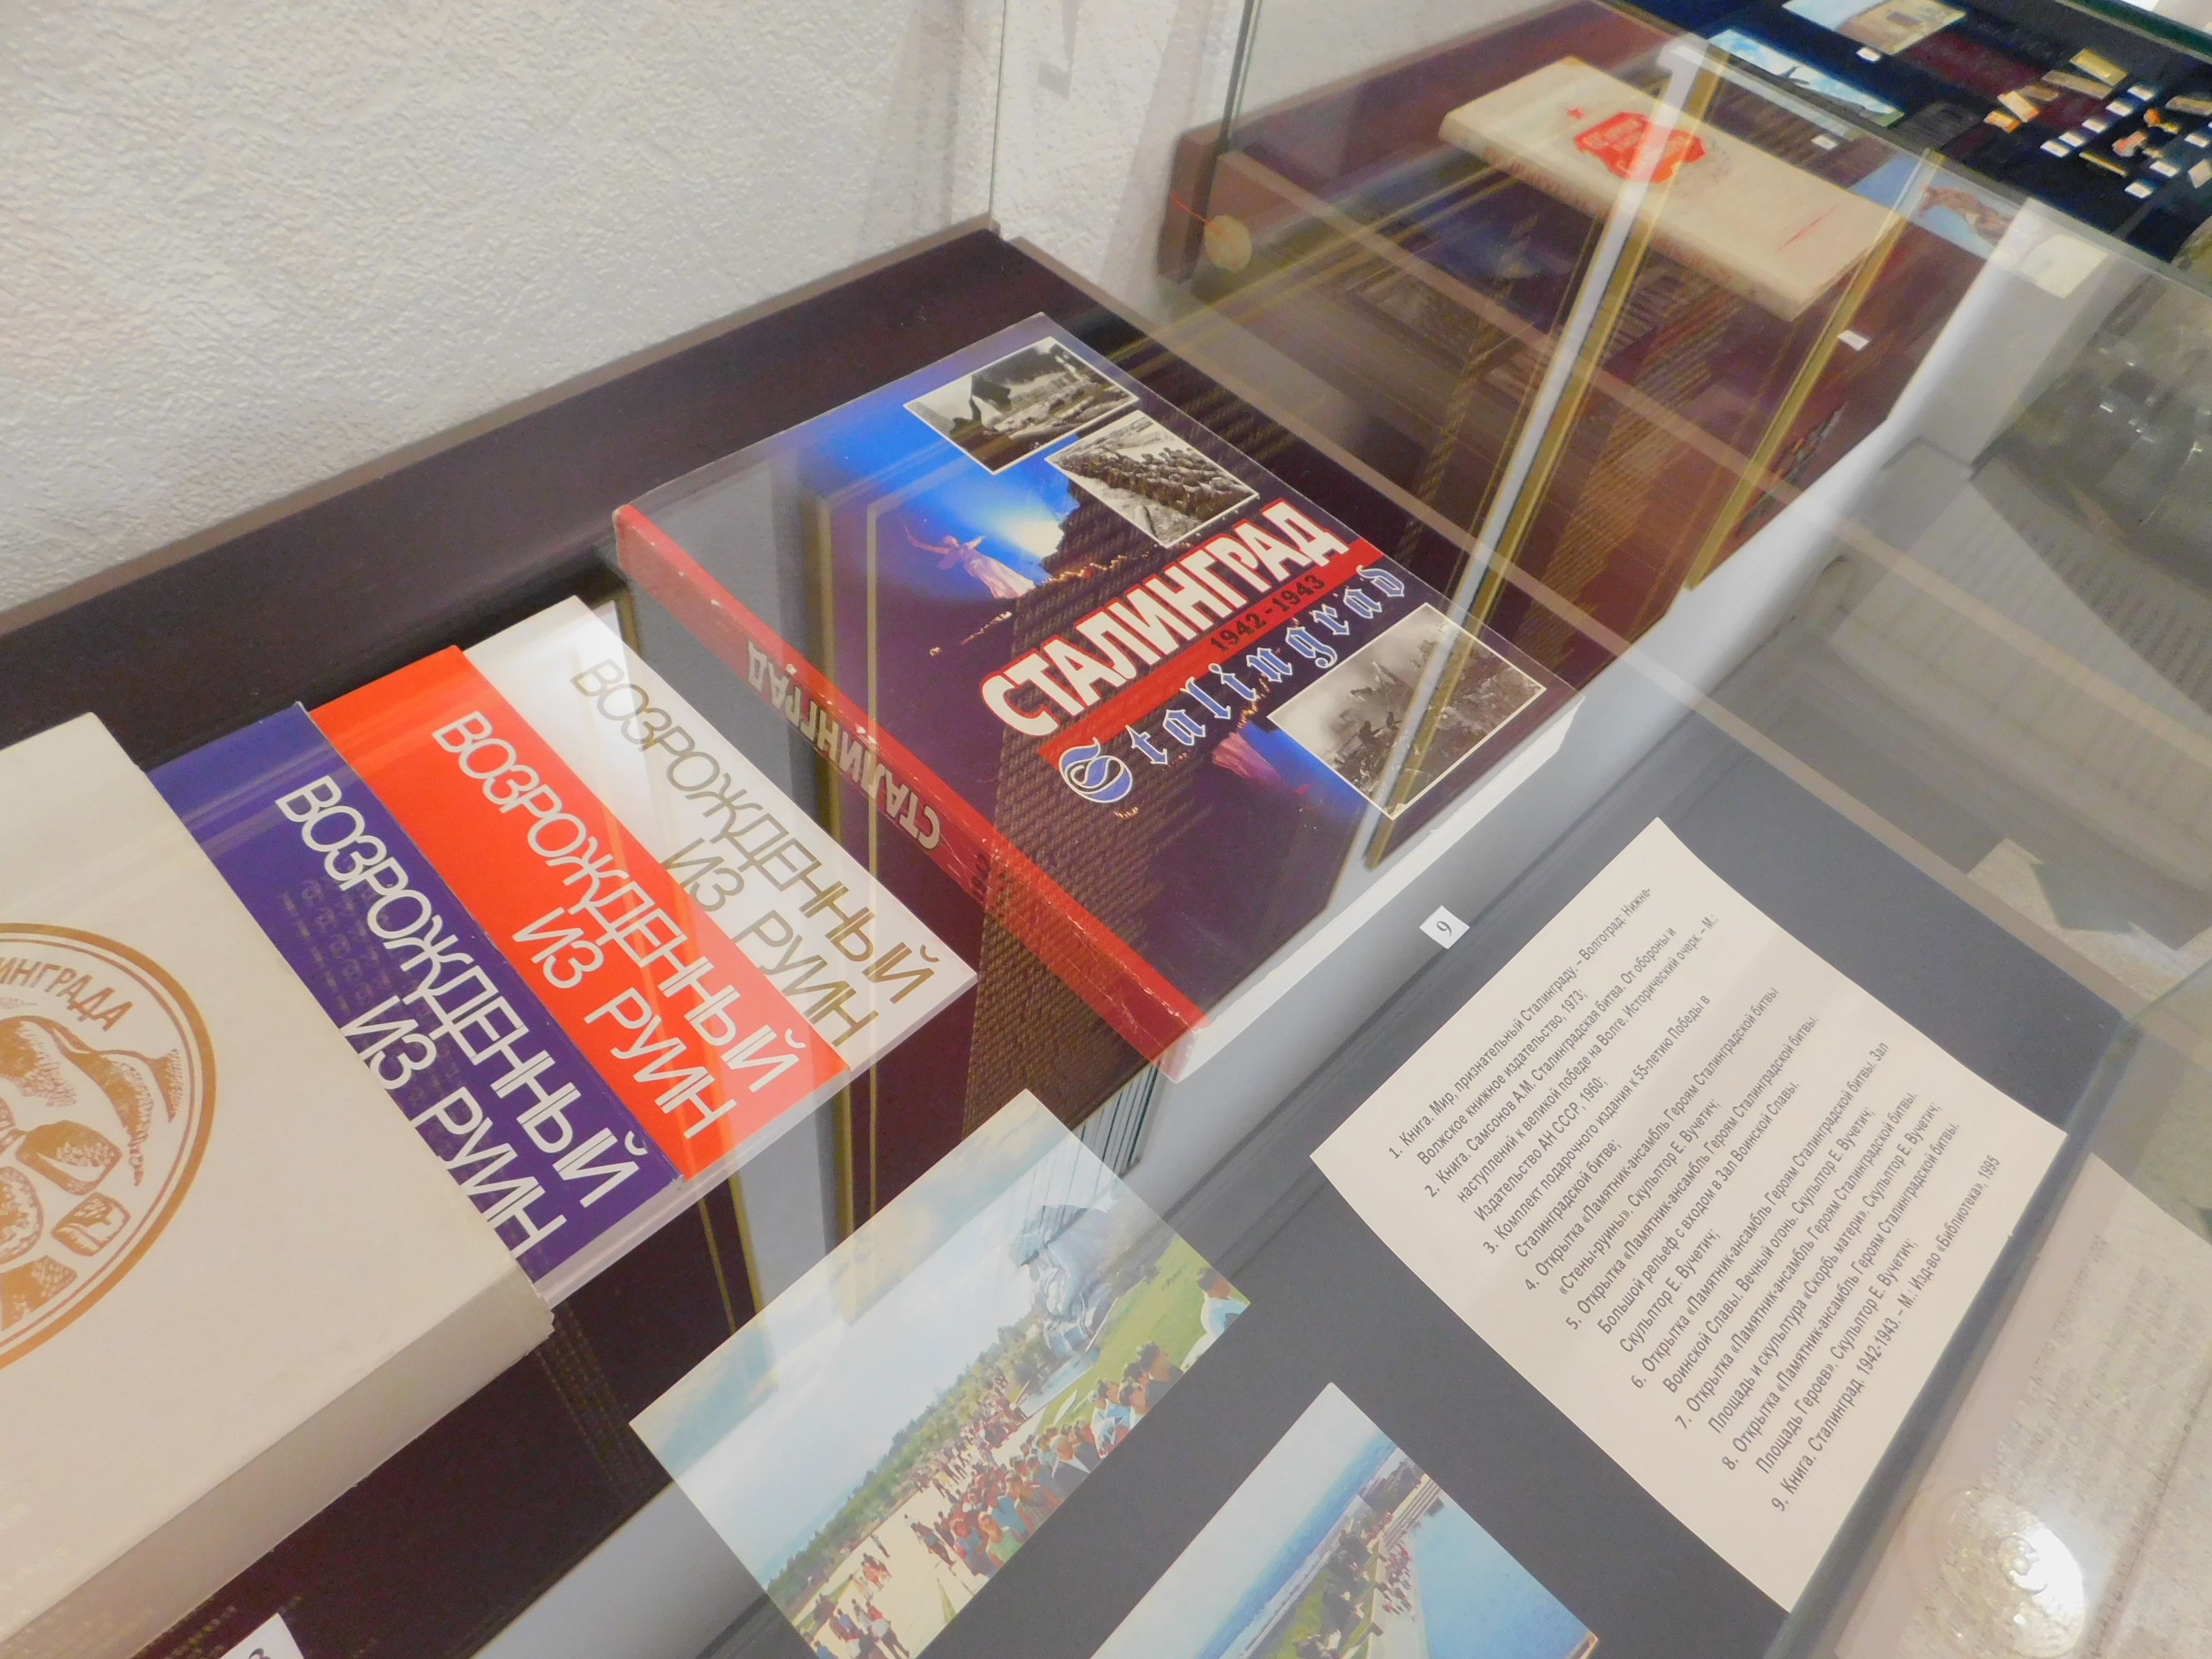 СТАЛИНГРАД
1942-1943
Stalingrad
СТАЛИНГРАД
ВОЗРОЖДЕННЫЙ
ИЗ РУИН
ВОЗРОЖДЕННЫЙ
ИЗ РУИН
ВОЗРОЖДЕННЫЙ
ИЗ РУИН
ИНГРАДА
9
1. Книга. Мир, признательный Сталинграду. – Волгоград: Нижне-
Волжское книжное издательство, 1973;
2. Книга. Самсонов А.М. Сталинградская битва. От обороны и
наступлений к великой победе на Волге. Исторический очерк. – М.:
Издательство АН СССР, 1960;
3. Комплект подарочного издания к 55-летию Победы в
Сталинградской битве;
4. Открытка «Памятник-ансамбль Героям Сталинградской битвы
«Стены-руины». Скульптор Е. Вучетич;
5. Открытка «Памятник-ансамбль Героям Сталинградской битвы.
Большой рельеф с входом в Зал Воинской Славы.
Скульптор Е. Вучетич;
6. Открытка «Памятник-ансамбль Героям Сталинградской битвы. Зал
Воинской Славы. Вечный огонь. Скульптор Е. Вучетич;
7. Открытка «Памятник-ансамбль Героям Сталинградской битвы.
Площадь и скульптура «Скорбь матери». Скульптор Е. Вучетич;
8. Открытка «Памятник-ансамбль Героям Сталинградской битвы.
Площадь Героев». Скульптор Е. Вучетич;
9. Книга. Сталинград. 1942-1943. – М.: Изд-во «Библиотека», 1995